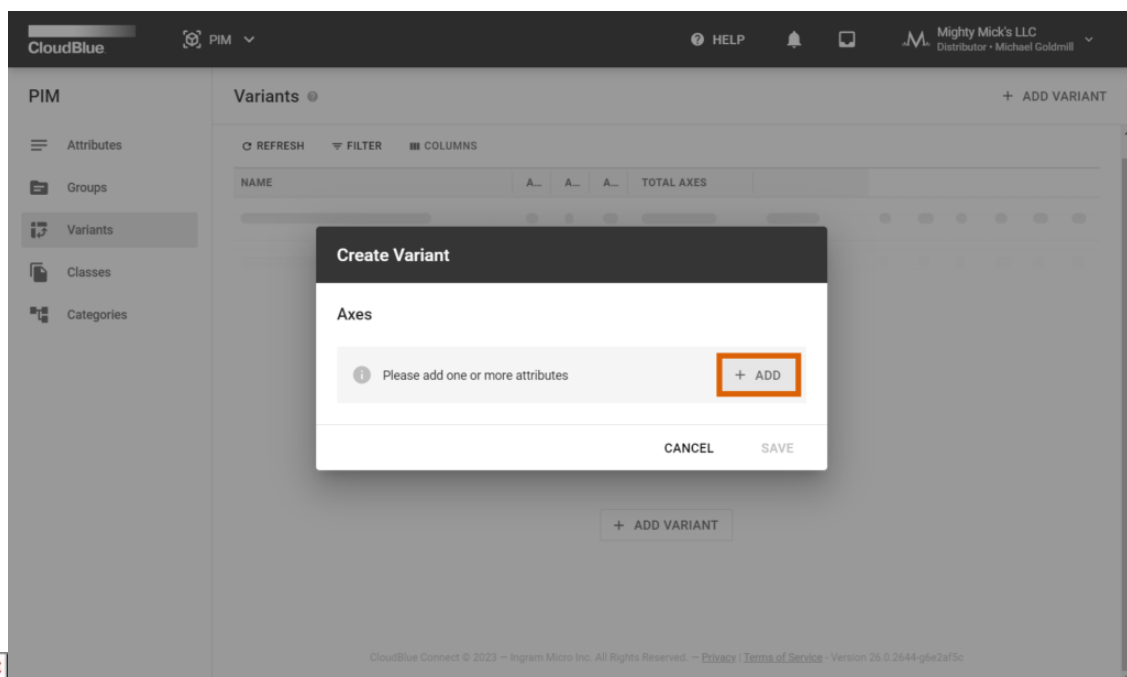 CloudBlue
PIM
HELP
Mighty Mick's LLC
Distributor • Michael Goldmill
PIM
Variants
+ ADD VARIANT
Attributes
Groups
Variants
Classes
Categories
REFRESH FILTER COLUMNS
NAME A... A... A... TOTAL AXES
Create Variant
Axes
Please add one or more attributes
+ ADD
CANCEL SAVE
+ ADD VARIANT
CloudBlue Connect © 2023 — Ingram Micro Inc. All Rights Reserved. — Privacy | Terms of Service - Version 26.0.2644-g6e2af5c